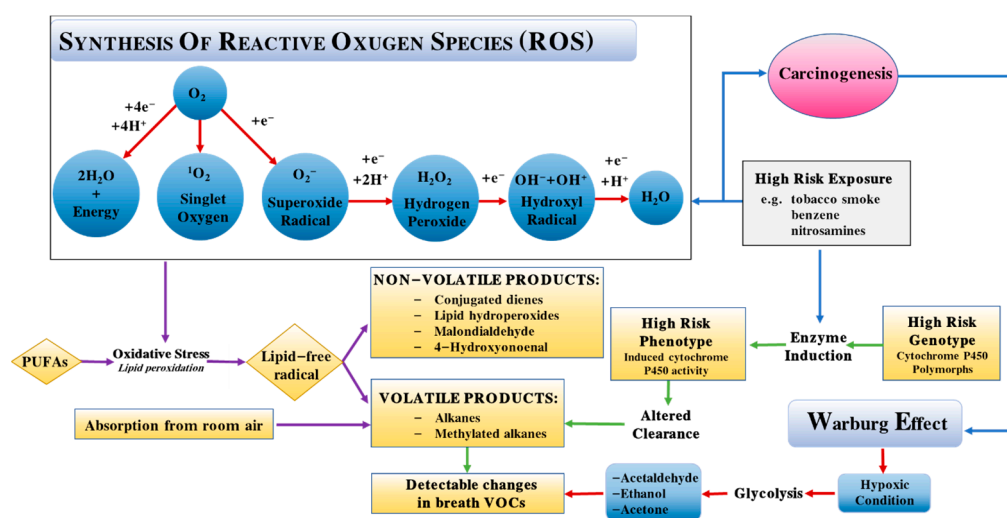 SYNTHESIS OF REACTIVE OXUGEN SPECIES (ROS)
O₂
+4e⁻
+4H⁺
+e⁻
2H₂O
+
Energy
¹O₂
Singlet
Oxygen
O₂⁻
Superoxide
Radical
+e⁻
+2H⁺
H₂O₂
Hydrogen
Peroxide
+e⁻
OH⁻+OH⁺
Hydroxyl
Radical
+e⁻
+H⁺
H₂O
Carcinogenesis
High Risk Exposure
e.g. tobacco smoke
benzene
nitrosamines
NON−VOLATILE PRODUCTS:
− Conjugated dienes
− Lipid hydroperoxides
− Malondialdehyde
− 4−Hydroxyonoenal
PUFAs
Oxidative Stress
Lipid peroxidation
Lipid−free
radical
High Risk
Phenotype
Induced cytochrome
P450 activity
Enzyme
Induction
High Risk
Genotype
Cytochrome P450
Polymorphs
Absorption from room air
VOLATILE PRODUCTS:
− Alkanes
− Methylated alkanes
Altered
Clearance
Warburg Effect
Detectable changes
in breath VOCs
−Acetaldehyde
−Ethanol
−Acetone
Glycolysis
Hypoxic
Condition